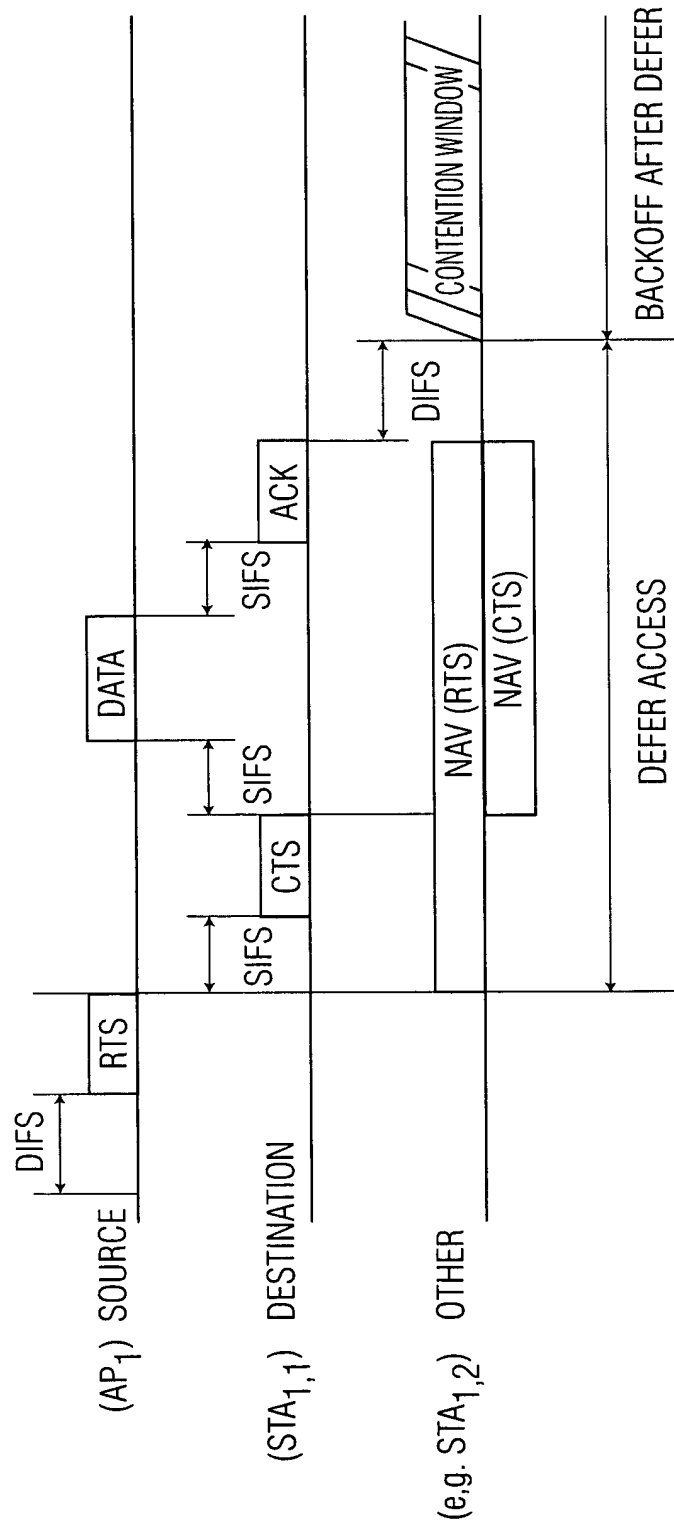 DIFS
(AP1) SOURCE
RTS
DATA
SIFS
SIFS
SIFS
(STA1,1) DESTINATION
CTS
ACK
DIFS
(e,g. STA1,2) OTHER
NAV (RTS)
NAV (CTS)
CONTENTION WINDOW
DEFER ACCESS
BACKOFF AFTER DEFER